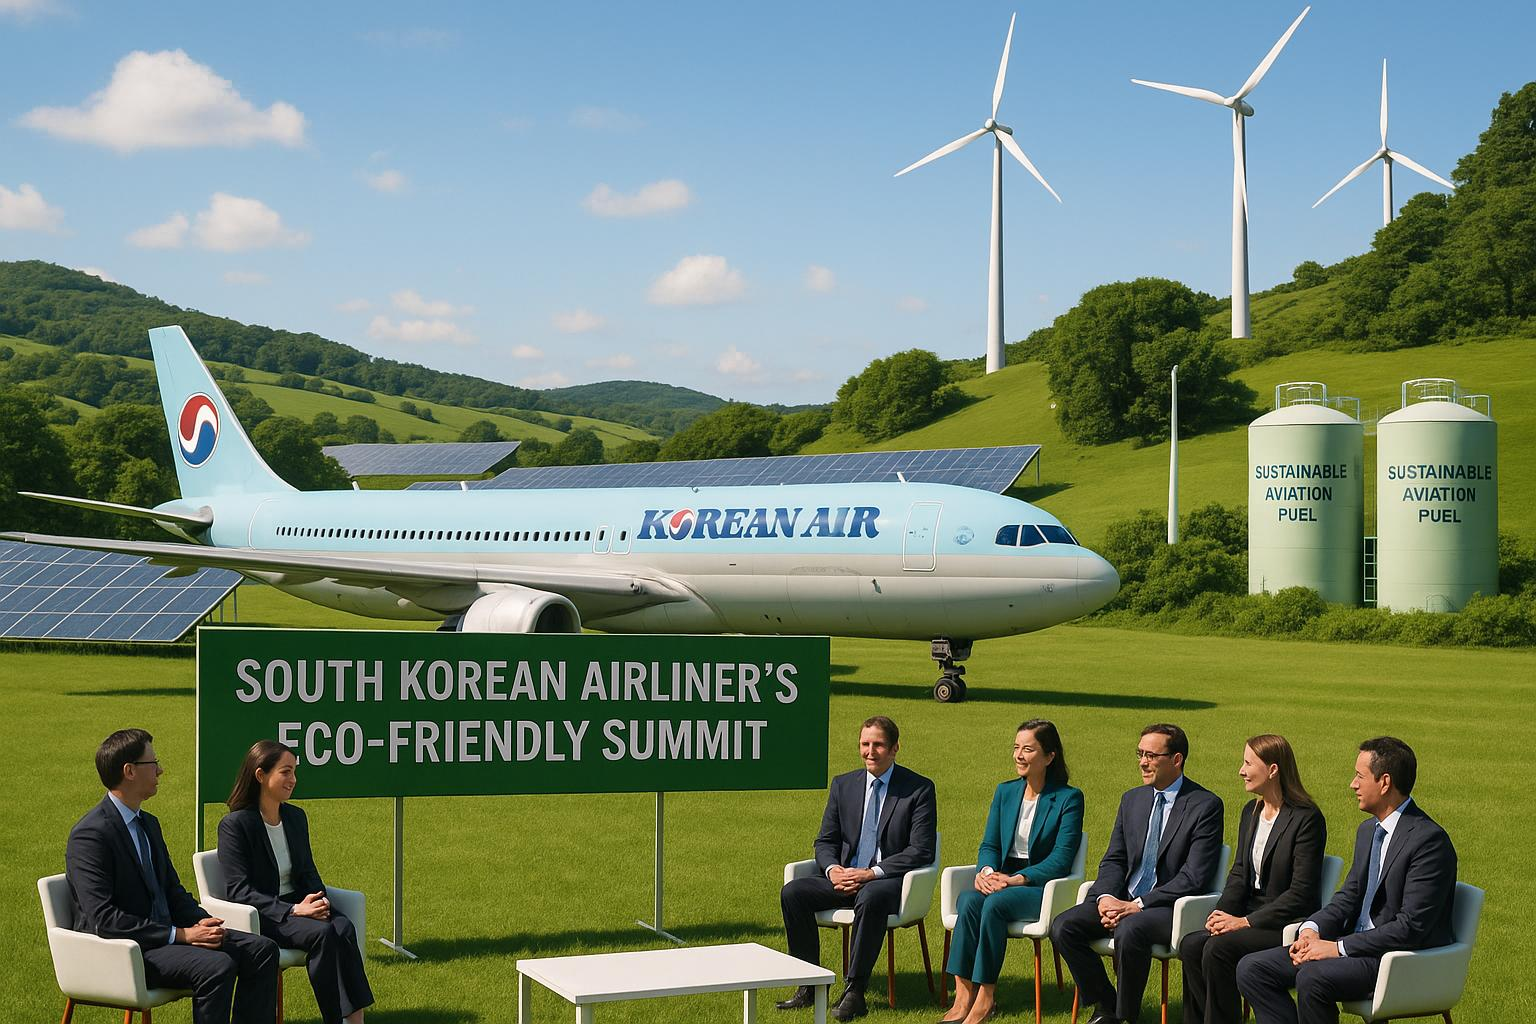 KOREAN AIR
SUSTAINABLE
AVIATION
PUEL
SUSTAINABLE
AVIATION
PUEL
SOUTH KOREAN AIRLINER'S
ECO-FRIENDLY SUMMIT